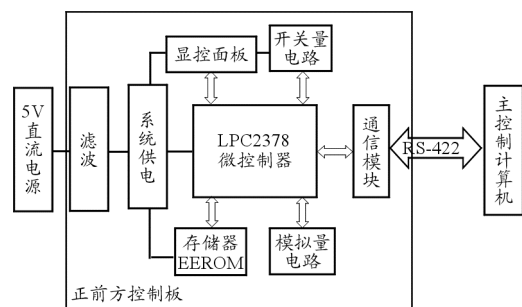 5V
直
流
电
源
滤
波
系
统
供
电
显控面板
开关量
电路
LPC2378
微控制器
存储器
EEROM
模拟量
电路
通
信
模
块
RS-422
主
控
制
计
算
机
正前方控制板